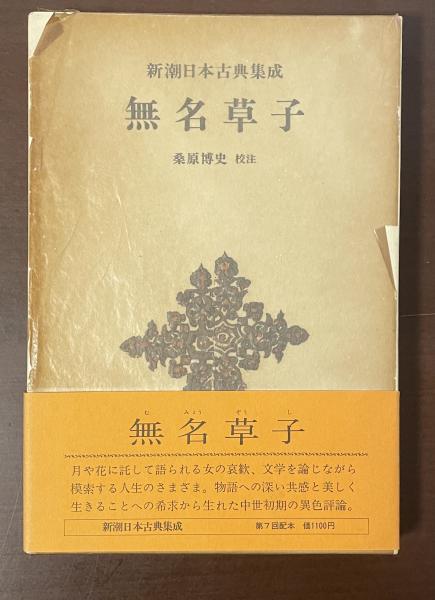 新潮日本古典集成
無名草子
桑原博史 校注
む みょう ぞう し
無名草子
月や花に託して語られる女の哀歓、文学を論じながら
模索する人生のさまざま。物語への深い共感と美しく
生きることへの希求から生れた中世初期の異色評論。
新潮日本古典集成 第7回配本 価1100円